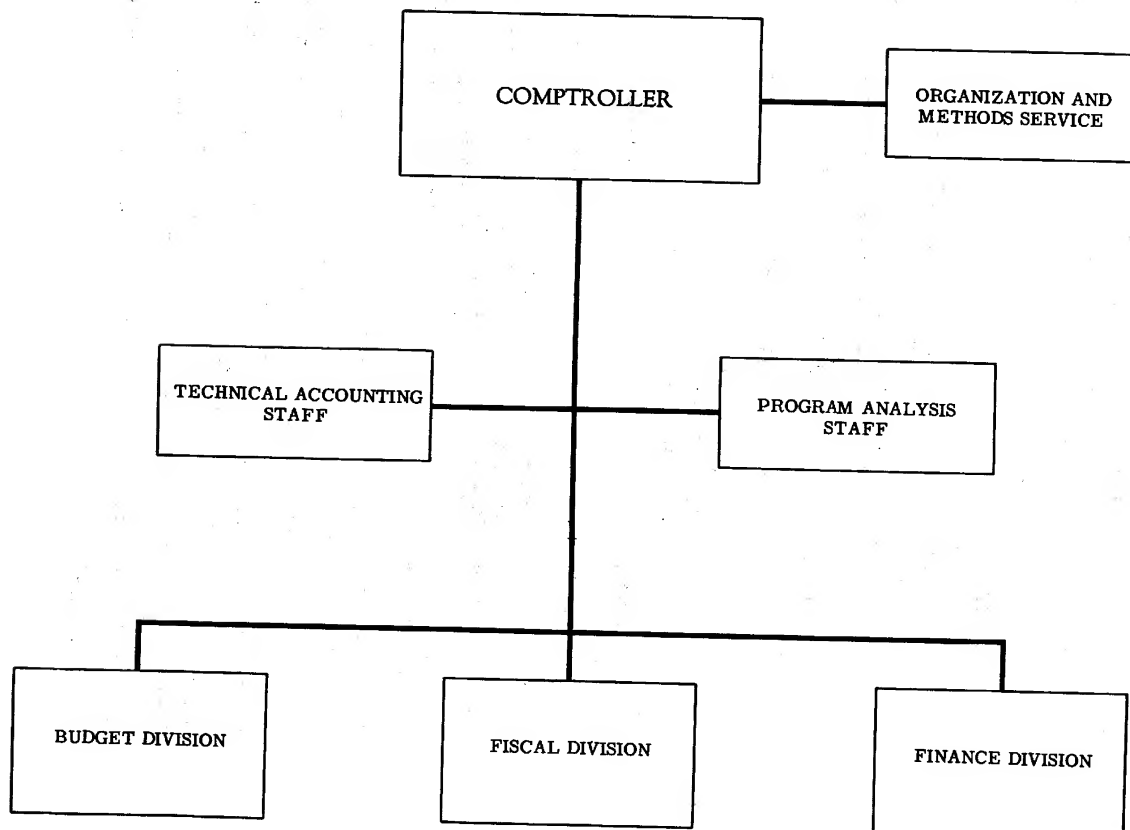 COMPTROLLER
ORGANIZATION AND
METHODS SERVICE
TECHNICAL ACCOUNTING
STAFF
PROGRAM ANALYSIS
STAFF
BUDGET DIVISION
FISCAL DIVISION
FINANCE DIVISION